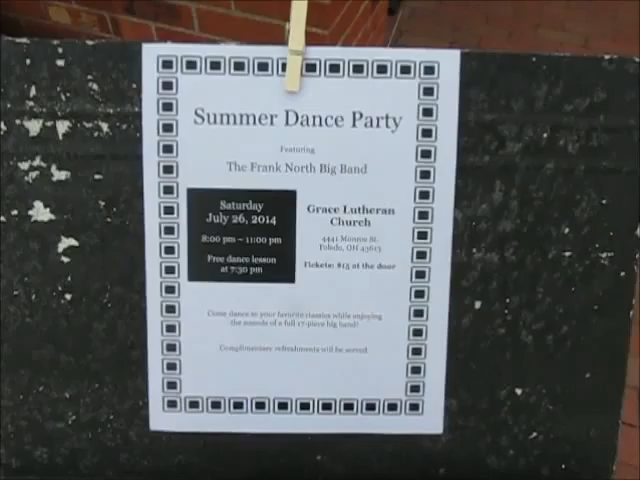 Summer Dance Party
Featuring
The Frank North Big Band
Saturday
July 26, 2014
8:00 pm – 11:00 pm
Free dance lesson
at 7:30 pm
Grace Lutheran
Church
4441 Monroe St.
Toledo, OH 43613
Tickets: $15 at the door
Come dance to your favorite classics while enjoying
the sounds of a full 17-piece big band!
Complimentary refreshments will be served.